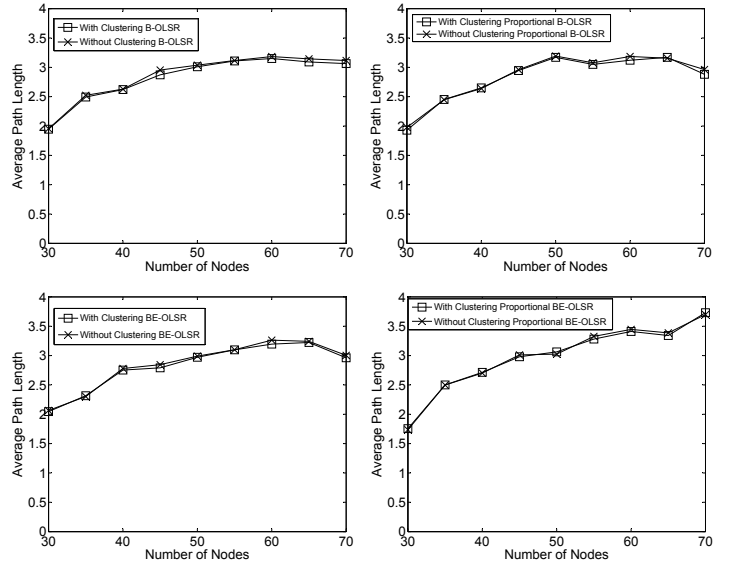 4
3.5
3
2.5
2
1.5
1
0.5
0
With Clustering B-OLSR
Without Clustering B-OLSR
Average Path Length
30 40 50 60 70
Number of Nodes
4
3.5
3
2.5
2
1.5
1
0.5
0
With Clustering Proportional B-OLSR
Without Clustering Proportional B-OLSR
Average Path Length
30 40 50 60 70
Number of Nodes
4
3.5
3
2.5
2
1.5
1
0.5
0
With Clustering BE-OLSR
Without Clustering BE-OLSR
Average Path Length
30 40 50 60 70
Number of Nodes
4
3.5
3
2.5
2
1.5
1
0.5
0
With Clustering Proportional BE-OLSR
Without Clustering Proportional BE-OLSR
Average Path Length
30 40 50 60 70
Number of Nodes